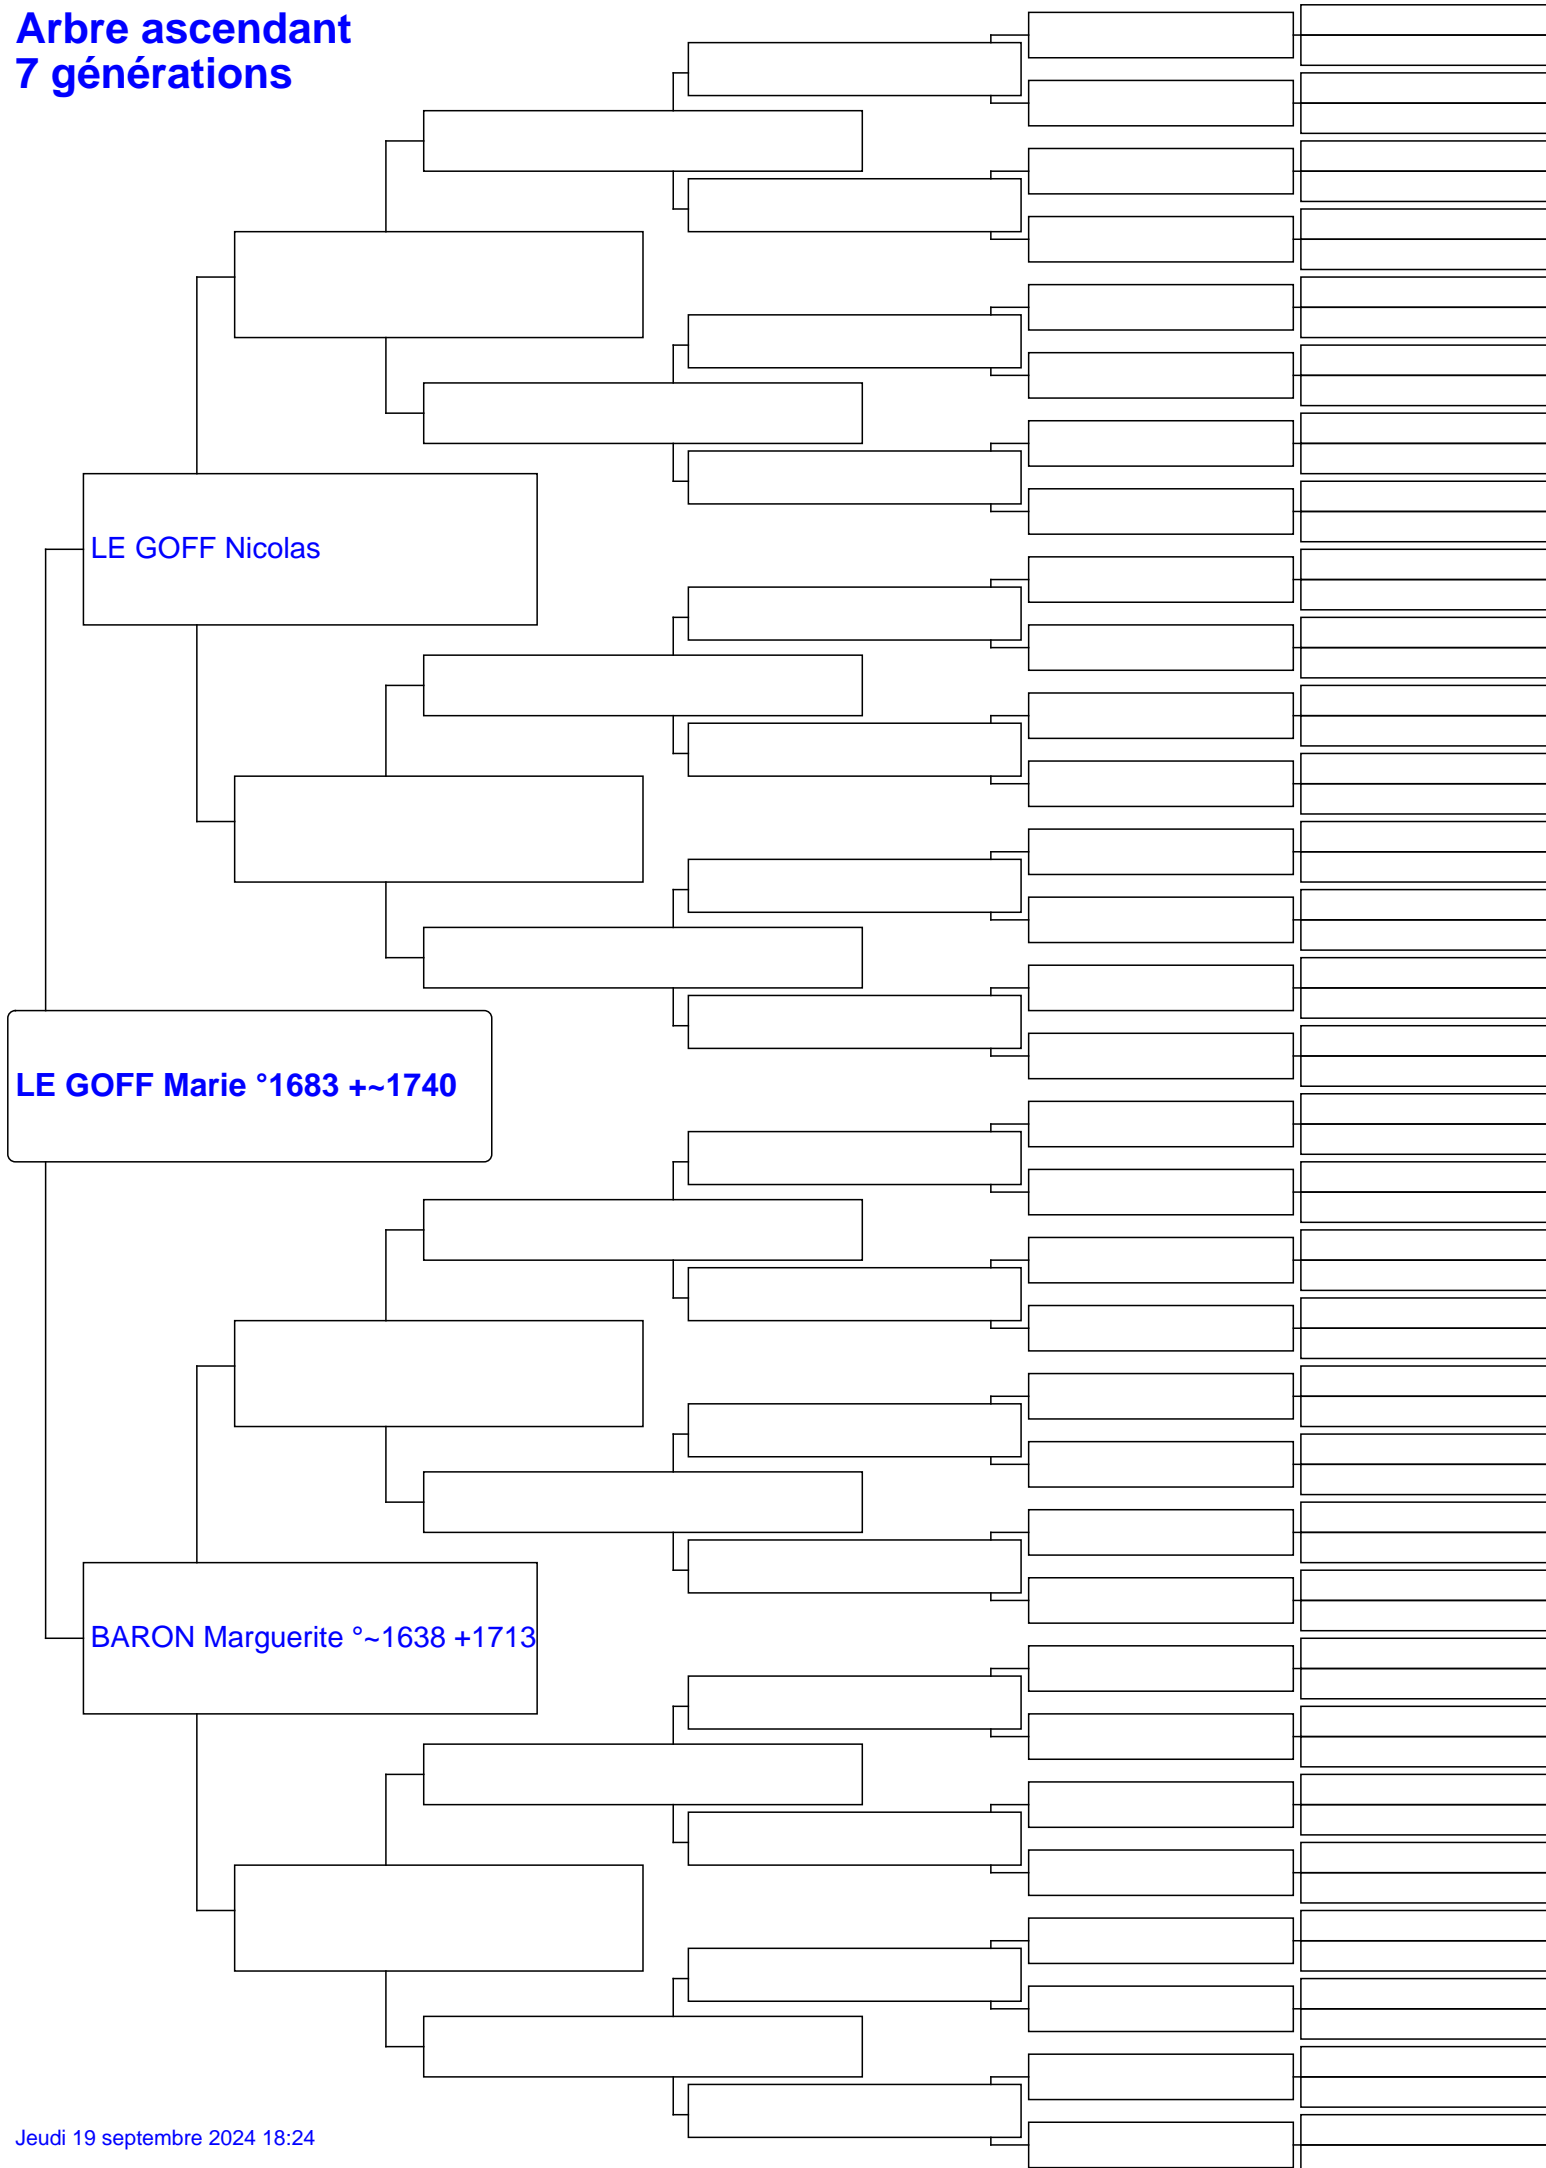 Arbre ascendant
7 générations
LE GOFF Nicolas
LE GOFF Marie °1683 +~1740
BARON Marguerite °~1638 +1713
Jeudi 19 septembre 2024 18:24